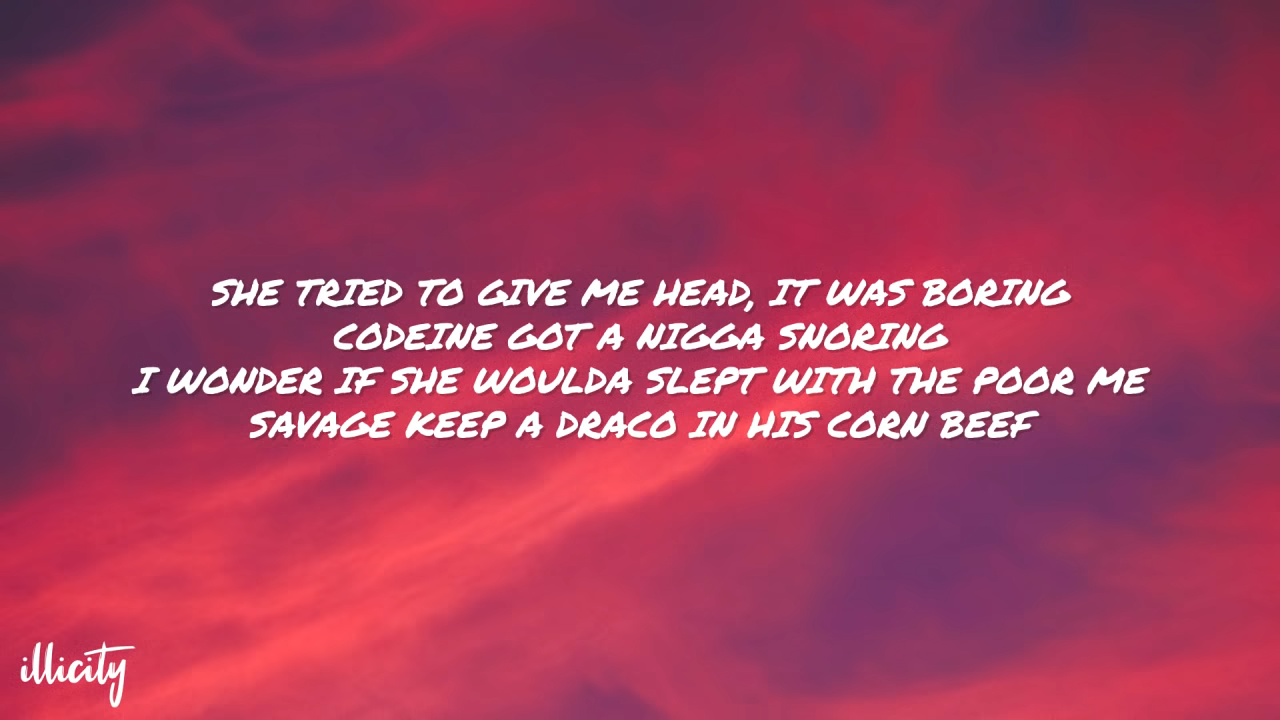 SHE TRIED TO GIVE ME HEAD, IT WAS BORING
CODEINE GOT A NIGGA SNORING
I WONDER IF SHE WOULDA SLEPT WITH THE POOR ME
SAVAGE KEEP A DRACO IN HIS CORN BEEF
illicity